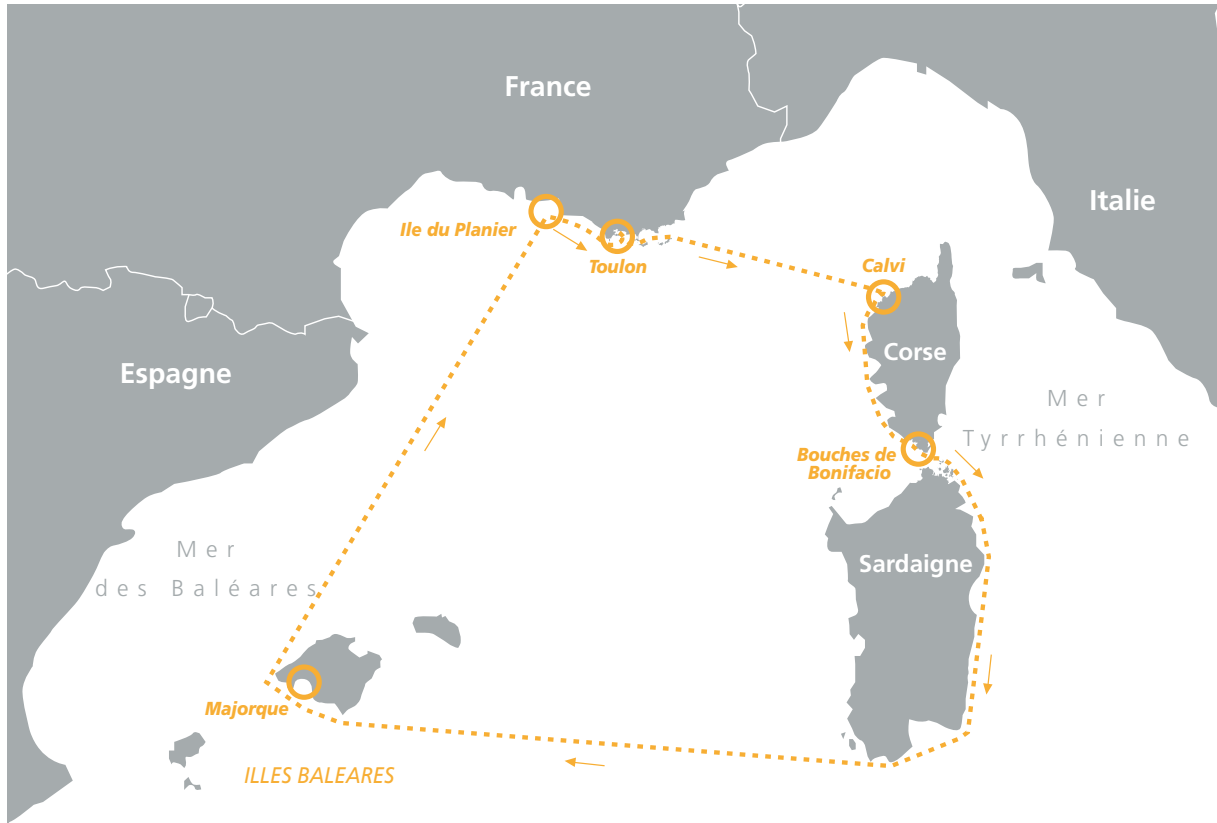 France
Italie
Ile du Planier
Toulon
Calvi
Corse
Espagne
Mer
Tyrrhénienne
Bouches de
Bonifacio
Mer
des Baléares
Sardaigne
Majorque
ILLES BALEARES